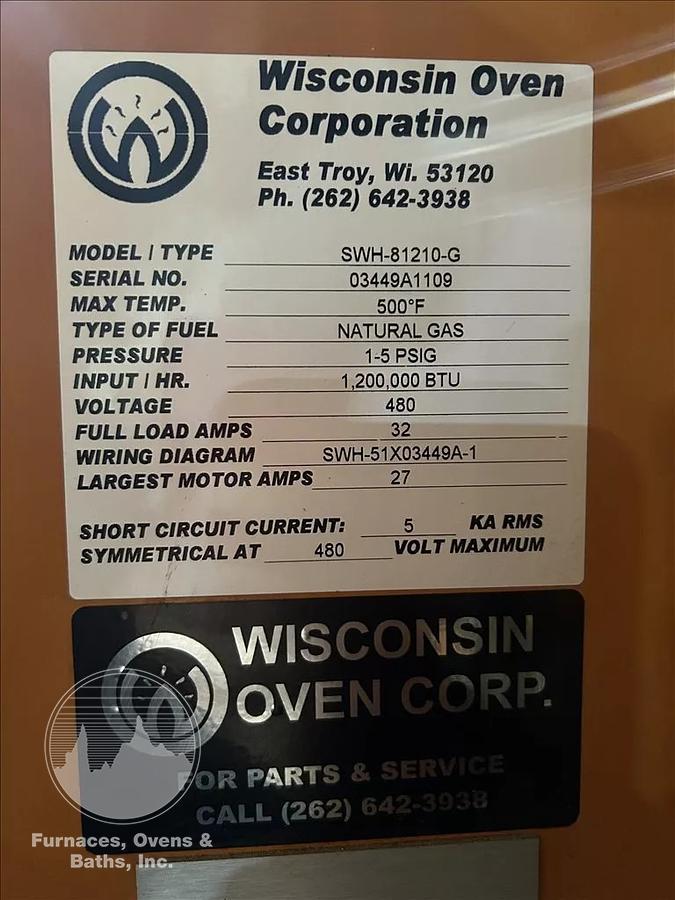 Wisconsin Oven
Corporation
East Troy, Wi. 53120
Ph. (262) 642-3938
MODEL / TYPE SWH-81210-G
SERIAL NO. 03449A1109
MAX TEMP. 500°F
TYPE OF FUEL NATURAL GAS
PRESSURE 1-5 PSIG
INPUT / HR. 1,200,000 BTU
VOLTAGE 480
FULL LOAD AMPS 32
WIRING DIAGRAM SWH-51X03449A-1
LARGEST MOTOR AMPS 27
SHORT CIRCUIT CURRENT: 5 KA RMS
SYMMETRICAL AT 480 VOLT MAXIMUM
WISCONSIN
OVEN CORP.
FOR PARTS & SERVICE
CALL (262) 642-3938
Furnaces, Ovens &
Baths, Inc.